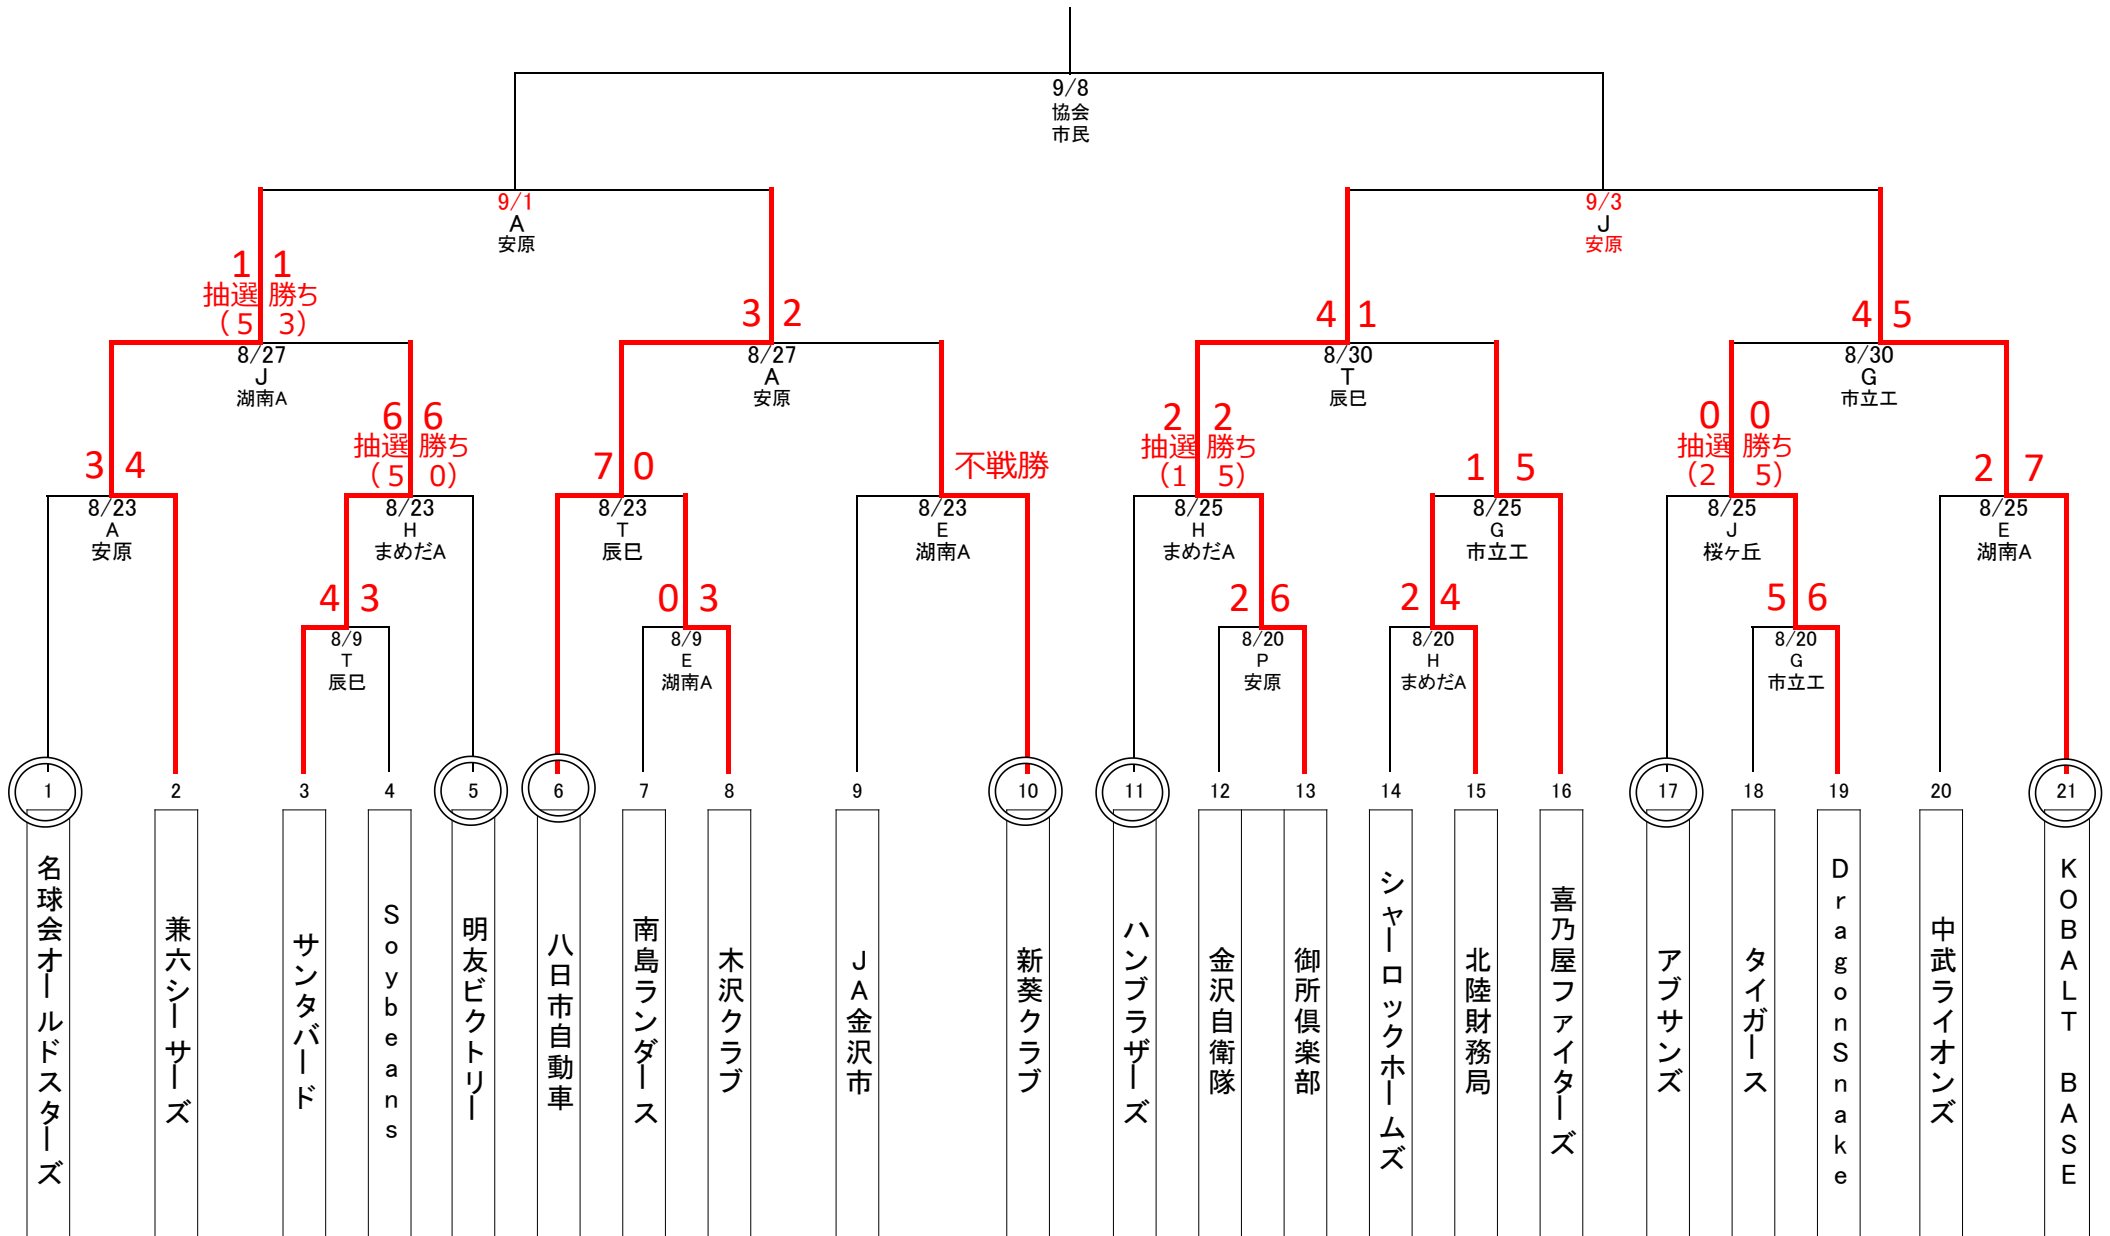 9/8
協会
市民
9/1
A
安原
9/3
J
安原
1 1
抽選 勝ち
(5 3)
3 2
4 1
4 5
8/27
J
湖南A
8/27
A
安原
8/30
T
辰巳
8/30
G
市立工
3 4
6 6
抽選 勝ち
(5 0)
7 0
不戦勝
2 2
抽選 勝ち
(1 5)
1 5
0 0
抽選 勝ち
(2 5)
2 7
8/23
A
安原
8/23
H
まめだA
8/23
T
辰巳
8/23
E
湖南A
8/25
H
まめだA
8/25
G
市立工
8/25
J
桜ヶ丘
8/25
E
湖南A
4 3
0 3
2 6
2 4
5 6
8/9
T
辰巳
8/9
E
湖南A
8/20
P
安原
8/20
H
まめだA
8/20
G
市立工
1
2
3
4
5
6
7
8
9
10
11
12
13
14
15
16
17
18
19
20
21
名球会オールドスターズ
兼六シーサーズ
サンタバード
Soybeans
明友ビクトリー
八日市自動車
南島ランダース
木沢クラブ
JA金沢市
新葵クラブ
ハンブラザーズ
金沢自衛隊
御所倶楽部
シャーロックホームズ
北陸財務局
喜乃屋ファイターズ
アブサンズ
タイガース
DragonSnake
中武ライオンズ
KOBALT BASE